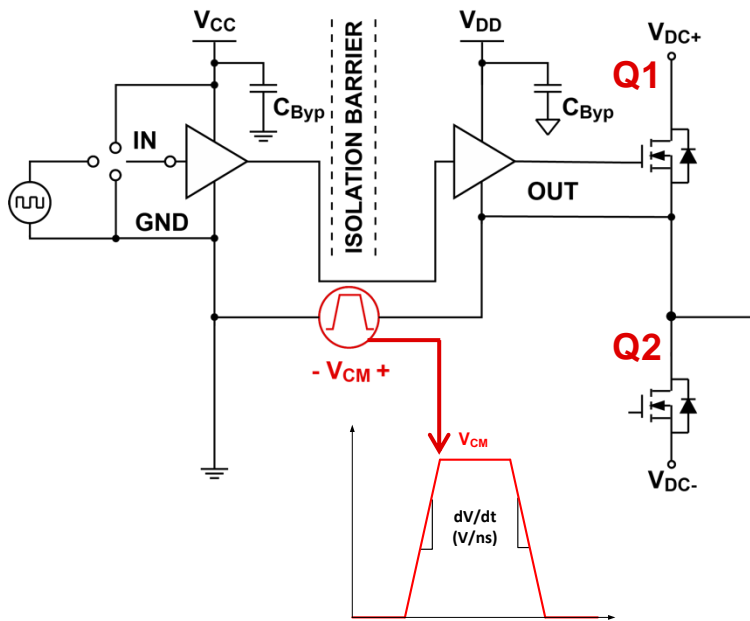 VCC
VDD
VDC+
Q1
CByp
ISOLATION BARRIER
CByp
IN
OUT
GND
Q2
- VCM +
VCM
VDC-
dV/dt
(V/ns)